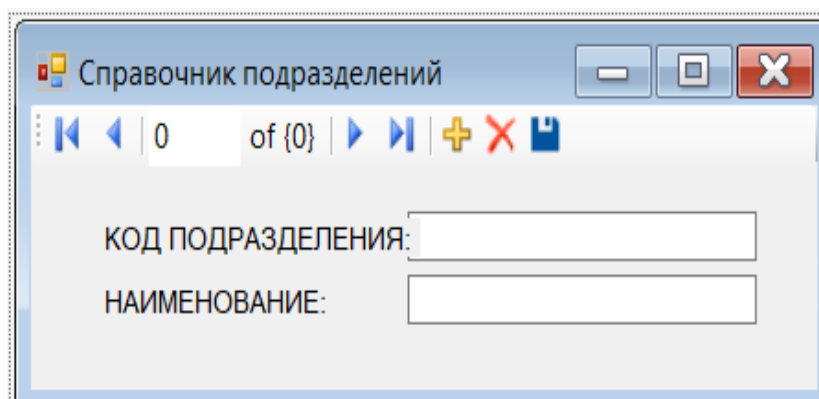 Справочник подразделений
0 of {0}
КОД ПОДРАЗДЕЛЕНИЯ:
НАИМЕНОВАНИЕ: